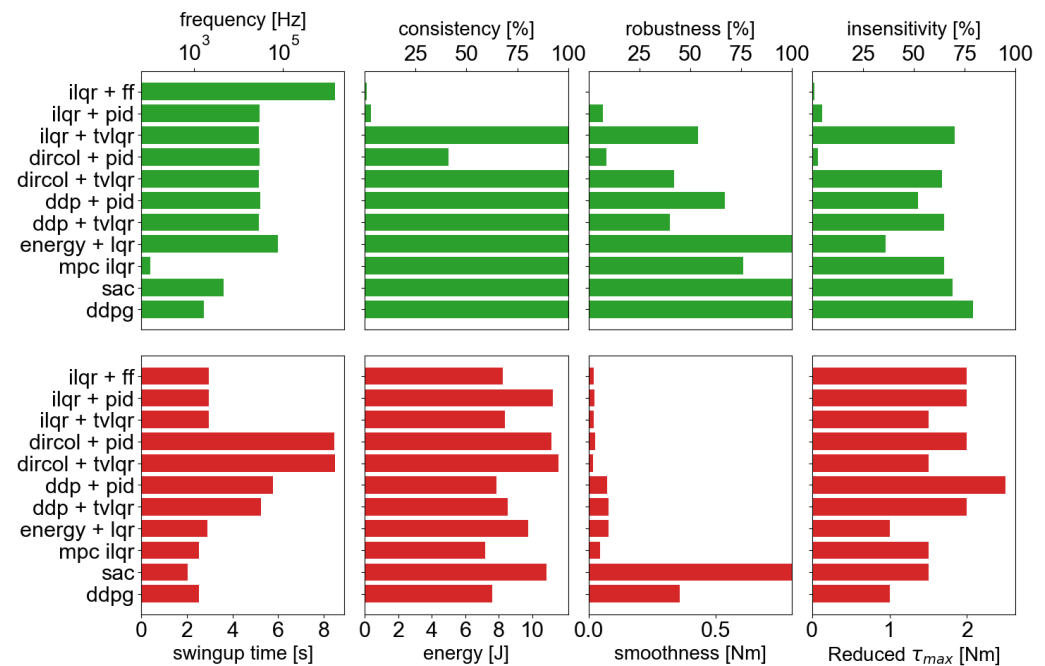 frequency [Hz]
10^3 10^5
consistency [%]
25 50 75 100
robustness [%]
25 50 75 100
insensitivity [%]
25 50 75 100
ilqr + ff
ilqr + pid
ilqr + tvlqr
dircol + pid
dircol + tvlqr
ddp + pid
ddp + tvlqr
energy + lqr
mpc ilqr
sac
ddpg
ilqr + ff
ilqr + pid
ilqr + tvlqr
dircol + pid
dircol + tvlqr
ddp + pid
ddp + tvlqr
energy + lqr
mpc ilqr
sac
ddpg
0 2 4 6 8
swingup time [s]
0 2 4 6 8 10
energy [J]
0.0 0.5
smoothness [Nm]
0 1 2
Reduced τ_max [Nm]